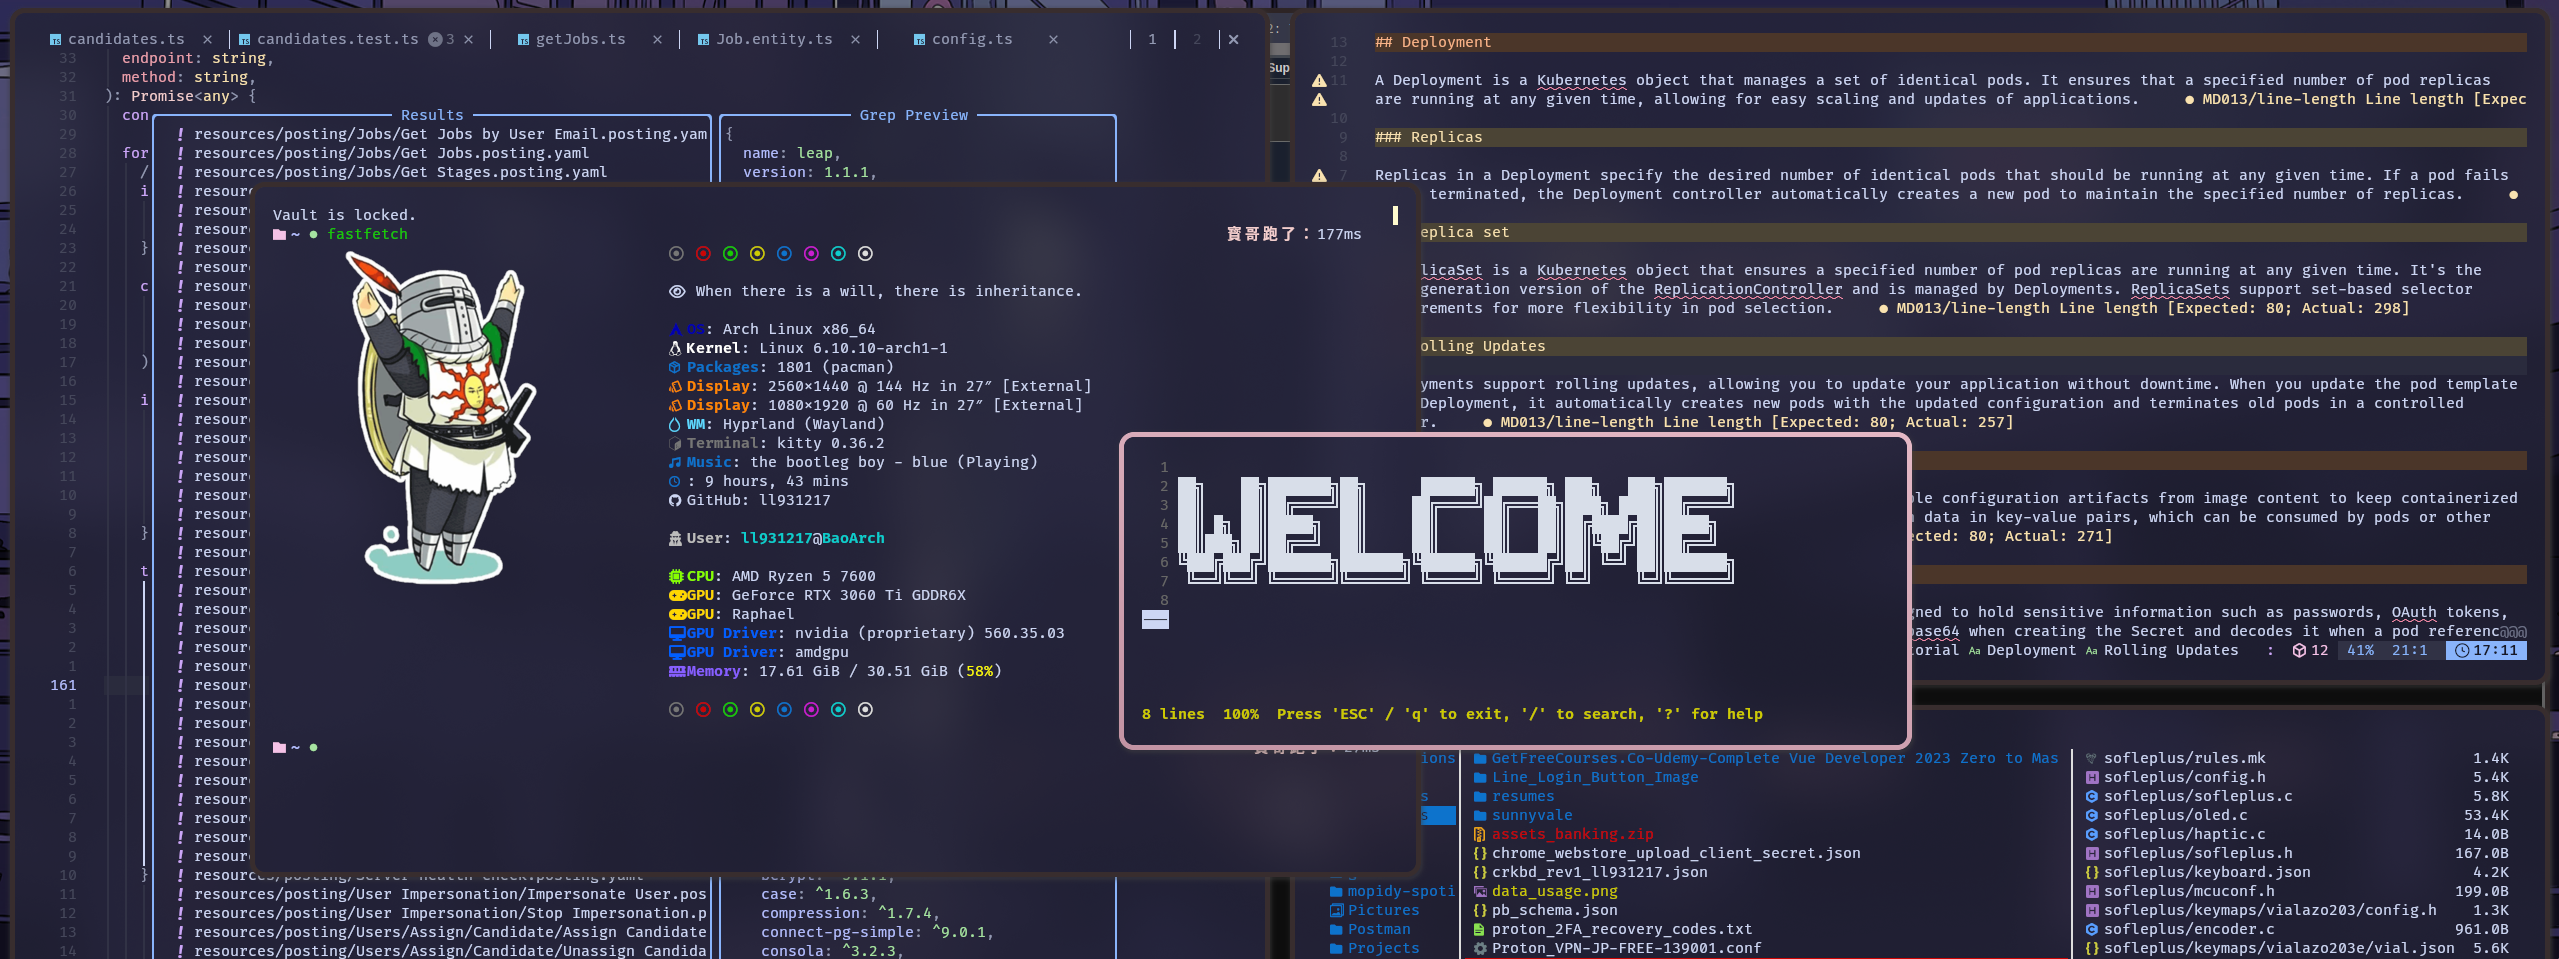 candidates.ts × candidates.test.ts 3 × getJobs.ts × Job.entity.ts × config.ts × 1 2 ×
33 endpoint: string,
32 method: string,
31 ): Promise<any> {
30 con
29
28 for
27 /
26 i
25
24
23 }
22
21 c
20
19
18
17 )
16
15 i
14
13
12
11
10
9
8 }
7
6 t
5
4
3
2
1
161
1
2
3
4
5
6
7
8
9
10 }
11
12
13
14
Results
! resources/posting/Jobs/Get Jobs by User Email.posting.yam
! resources/posting/Jobs/Get Jobs.posting.yaml
! resources/posting/Jobs/Get Stages.posting.yaml
! resources/posting/User Impersonation/Impersonate User.pos
! resources/posting/User Impersonation/Stop Impersonation.p
! resources/posting/Users/Assign/Candidate/Assign Candidate
! resources/posting/Users/Assign/Candidate/Unassign Candida
Grep Preview
{
name: leap,
version: 1.1.1,
case: ^1.6.3,
compression: ^1.7.4,
connect-pg-simple: ^9.0.1,
consola: ^3.2.3,
2:
Sup
Vault is locked.
~ ● fastfetch 寶哥跑了：177ms
When there is a will, there is inheritance.
OS: Arch Linux x86_64
Kernel: Linux 6.10.10-arch1-1
Packages: 1801 (pacman)
Display: 2560×1440 @ 144 Hz in 27″ [External]
Display: 1080×1920 @ 60 Hz in 27″ [External]
WM: Hyprland (Wayland)
Terminal: kitty 0.36.2
Music: the bootleg boy - blue (Playing)
: 9 hours, 43 mins
GitHub: ll931217
User: ll931217@BaoArch
CPU: AMD Ryzen 5 7600
GPU: GeForce RTX 3060 Ti GDDR6X
GPU: Raphael
GPU Driver: nvidia (proprietary) 560.35.03
GPU Driver: amdgpu
Memory: 17.61 GiB / 30.51 GiB (58%)
~ ●
13 ## Deployment
12
11 A Deployment is a Kubernetes object that manages a set of identical pods. It ensures that a specified number of pod replicas
are running at any given time, allowing for easy scaling and updates of applications. ● MD013/line-length Line length [Expec
10
9 ### Replicas
8
7 Replicas in a Deployment specify the desired number of identical pods that should be running at any given time. If a pod fails
terminated, the Deployment controller automatically creates a new pod to maintain the specified number of replicas. ●
eplica set
licaSet is a Kubernetes object that ensures a specified number of pod replicas are running at any given time. It's the
generation version of the ReplicationController and is managed by Deployments. ReplicaSets support set-based selector
rements for more flexibility in pod selection. ● MD013/line-length Line length [Expected: 80; Actual: 298]
olling Updates
yments support rolling updates, allowing you to update your application without downtime. When you update the pod template
Deployment, it automatically creates new pods with the updated configuration and terminates old pods in a controlled
r. ● MD013/line-length Line length [Expected: 80; Actual: 257]
le configuration artifacts from image content to keep containerized
data in key-value pairs, which can be consumed by pods or other
cted: 80; Actual: 271]
gned to hold sensitive information such as passwords, OAuth tokens,
base64 when creating the Secret and decodes it when a pod referenc@@@
torial Aa Deployment Aa Rolling Updates : 12 41% 21:1 17:11
1
2
3
4
5
6
7
8
WELCOME
8 lines 100% Press 'ESC' / 'q' to exit, '/' to search, '?' for help
ions
s
s
mopidy-spoti
Pictures
Postman
Projects
GetFreeCourses.Co-Udemy-Complete Vue Developer 2023 Zero to Mas
Line_Login_Button_Image
resumes
sunnyvale
assets_banking.zip
chrome_webstore_upload_client_secret.json
crkbd_rev1_ll931217.json
data_usage.png
pb_schema.json
proton_2FA_recovery_codes.txt
Proton_VPN-JP-FREE-139001.conf
sofleplus/rules.mk 1.4K
sofleplus/config.h 5.4K
sofleplus/sofleplus.c 5.8K
sofleplus/oled.c 53.4K
sofleplus/haptic.c 14.0B
sofleplus/sofleplus.h 167.0B
sofleplus/keyboard.json 4.2K
sofleplus/mcuconf.h 199.0B
sofleplus/keymaps/vialazo203/config.h 1.3K
sofleplus/encoder.c 961.0B
sofleplus/keymaps/vialazo203e/vial.json 5.6K